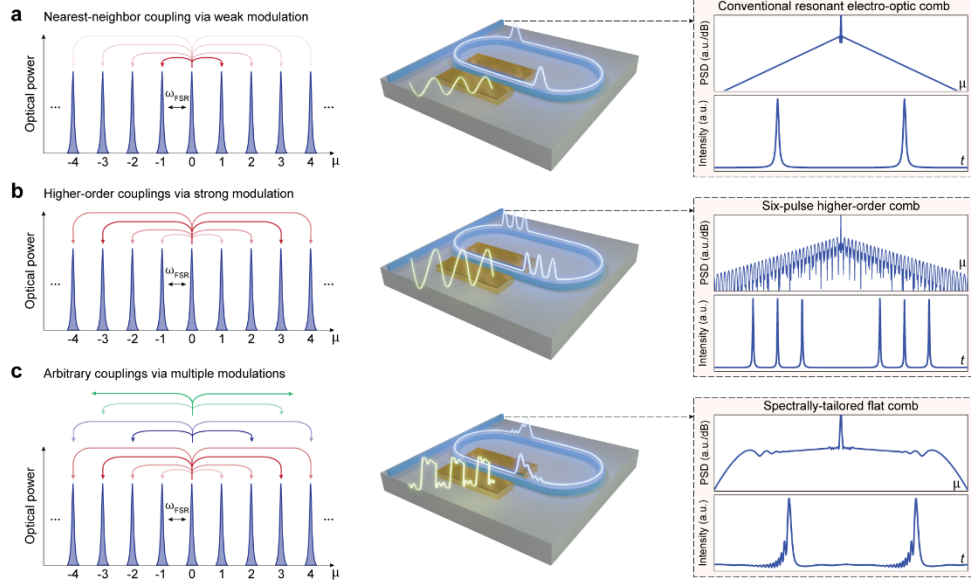 a Nearest-neighbor coupling via weak modulation
Optical power
ω_FSR
... ...
-4 -3 -2 -1 0 1 2 3 4 μ
Conventional resonant electro-optic comb
PSD (a.u./dB)
μ
Intensity (a.u.)
t
b Higher-order couplings via strong modulation
Optical power
ω_FSR
... ...
-4 -3 -2 -1 0 1 2 3 4 μ
Six-pulse higher-order comb
PSD (a.u./dB)
μ
Intensity (a.u.)
t
c Arbitrary couplings via multiple modulations
Optical power
ω_FSR
... ...
-4 -3 -2 -1 0 1 2 3 4 μ
Spectrally-tailored flat comb
PSD (a.u./dB)
μ
Intensity (a.u.)
t